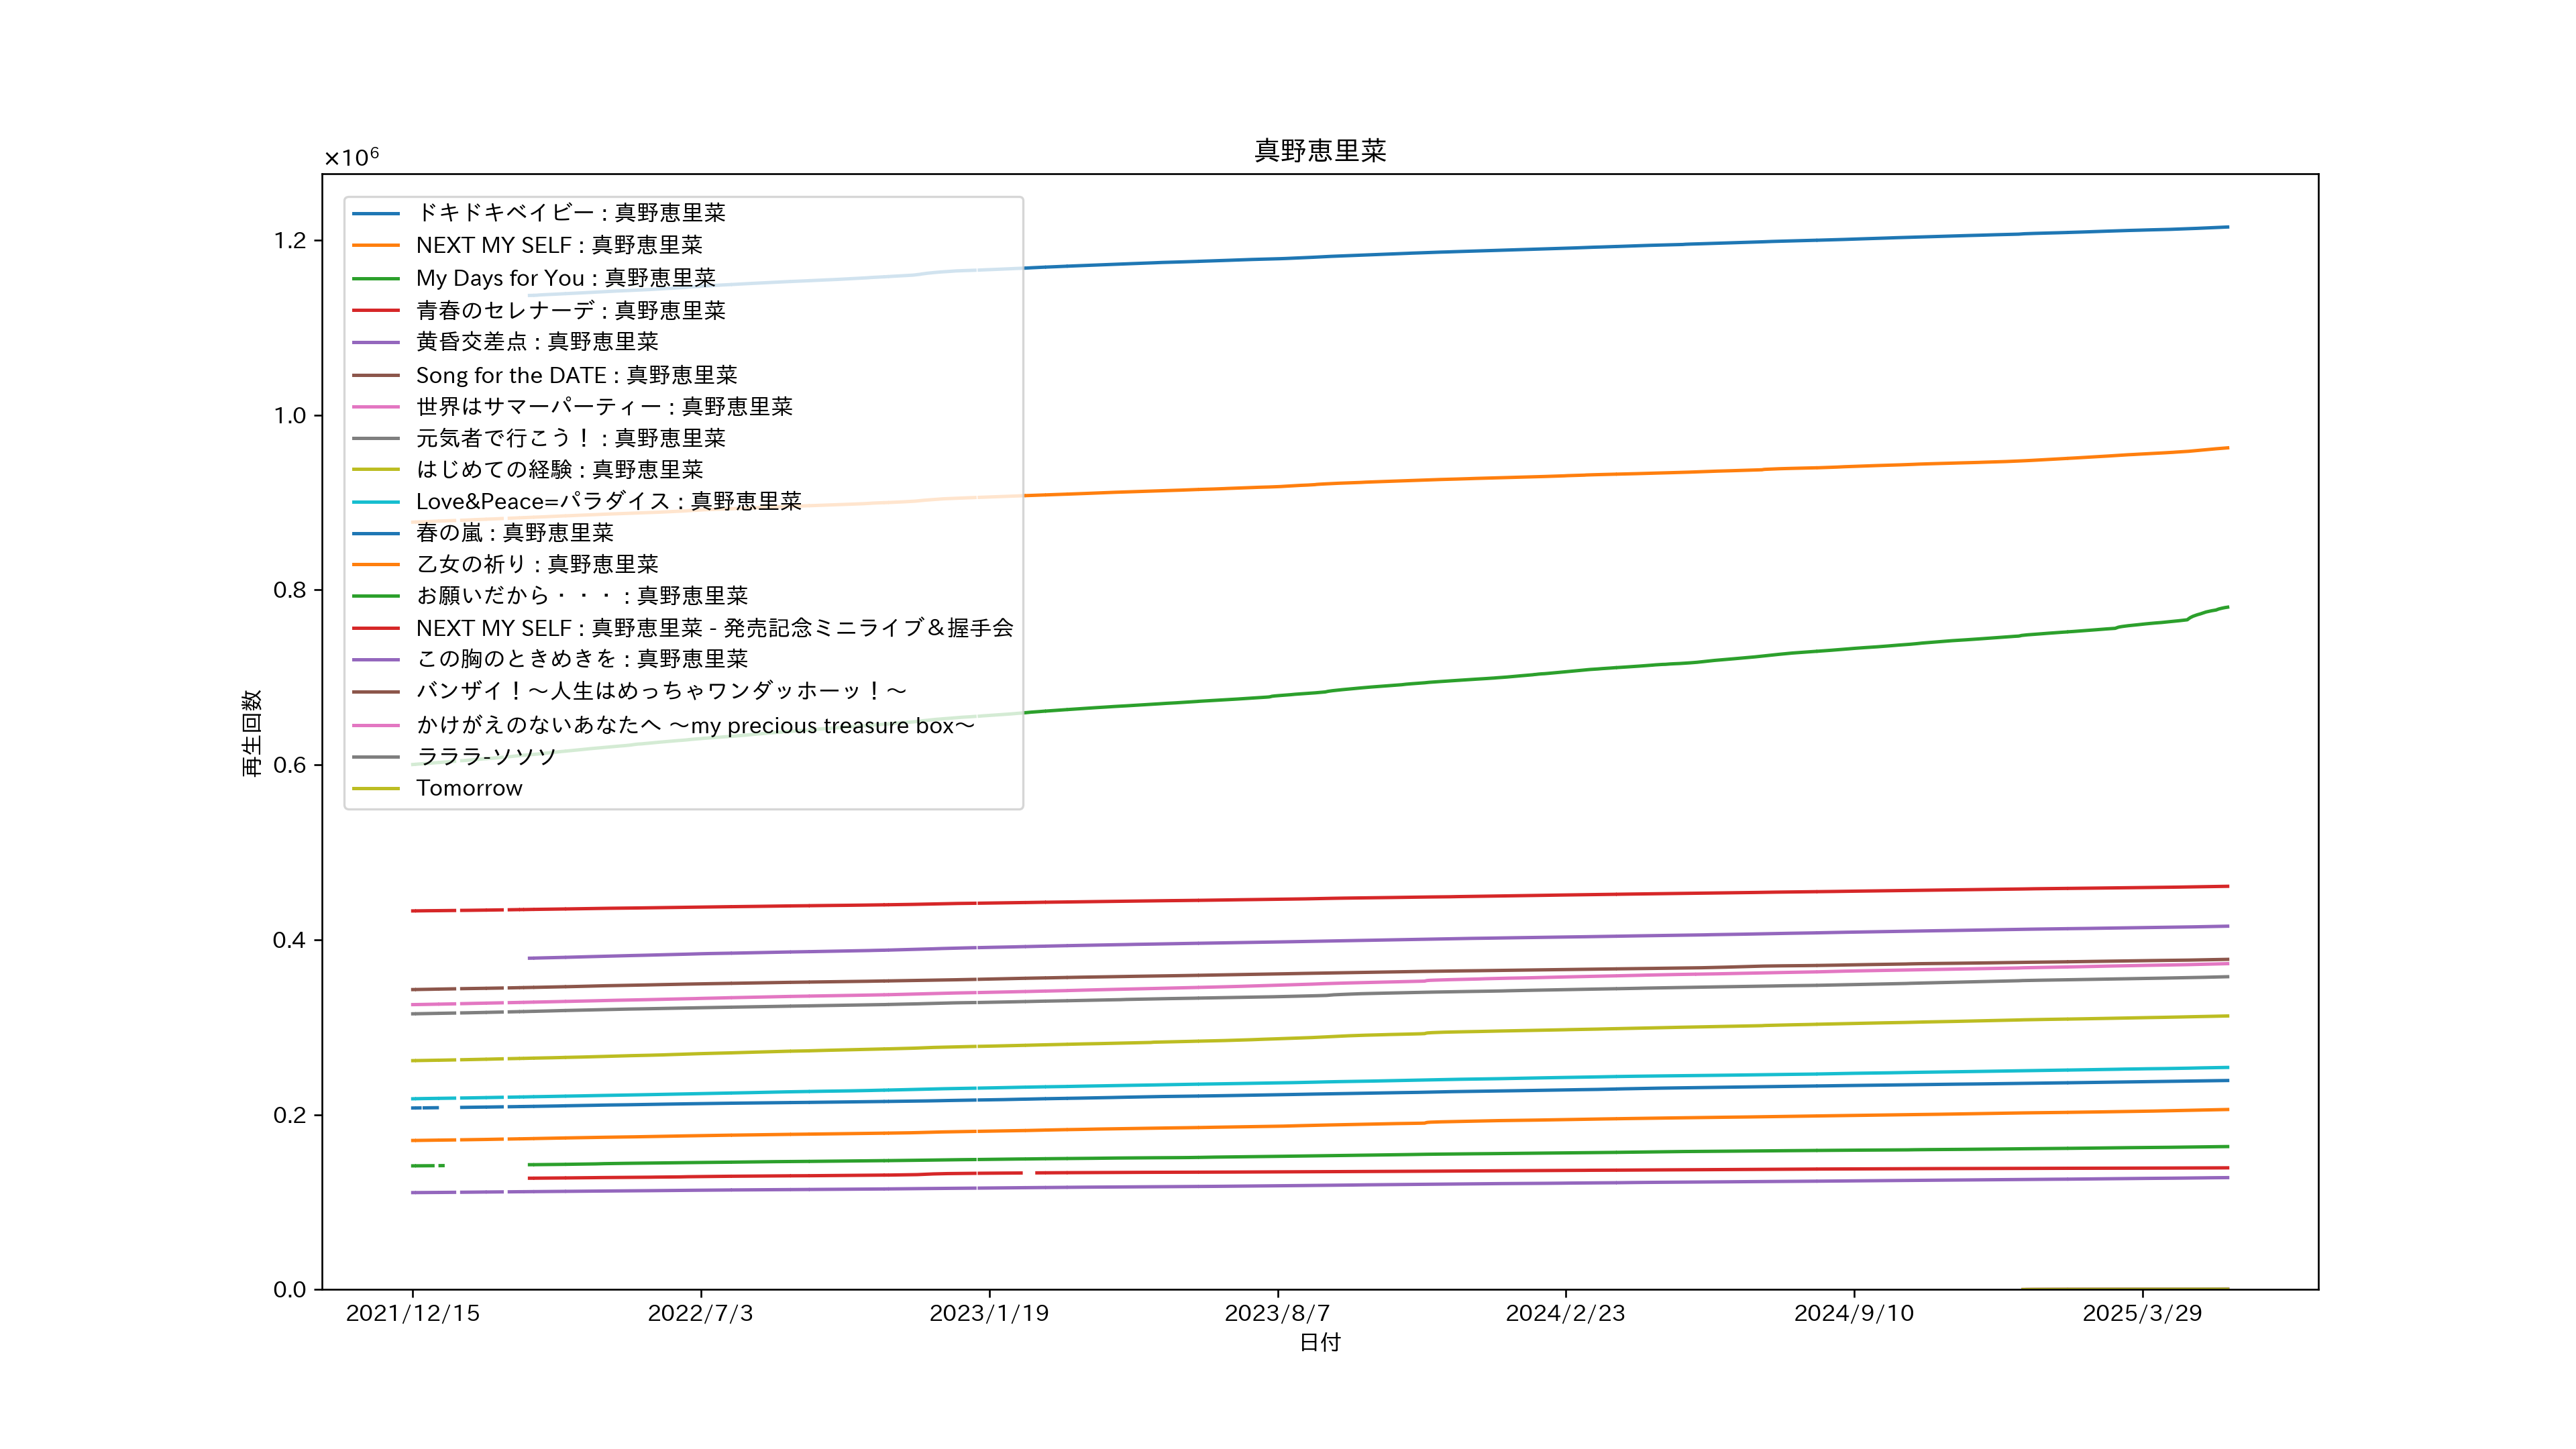 真野恵里菜
×10⁶
1.2
1.0
0.8
0.6
0.4
0.2
0.0
再生回数
ドキドキベイビー : 真野恵里菜
NEXT MY SELF : 真野恵里菜
My Days for You : 真野恵里菜
青春のセレナーデ : 真野恵里菜
黄昏交差点 : 真野恵里菜
Song for the DATE : 真野恵里菜
世界はサマーパーティー : 真野恵里菜
元気者で行こう！ : 真野恵里菜
はじめての経験 : 真野恵里菜
Love&Peace=パラダイス : 真野恵里菜
春の嵐 : 真野恵里菜
乙女の祈り : 真野恵里菜
お願いだから・・・ : 真野恵里菜
NEXT MY SELF : 真野恵里菜 - 発売記念ミニライブ＆握手会
この胸のときめきを : 真野恵里菜
バンザイ！〜人生はめっちゃワンダッホーッ！〜
かけがえのないあなたへ 〜my precious treasure box〜
ラララ-ソソソ
Tomorrow
2021/12/15
2022/7/3
2023/1/19
2023/8/7
2024/2/23
2024/9/10
2025/3/29
日付